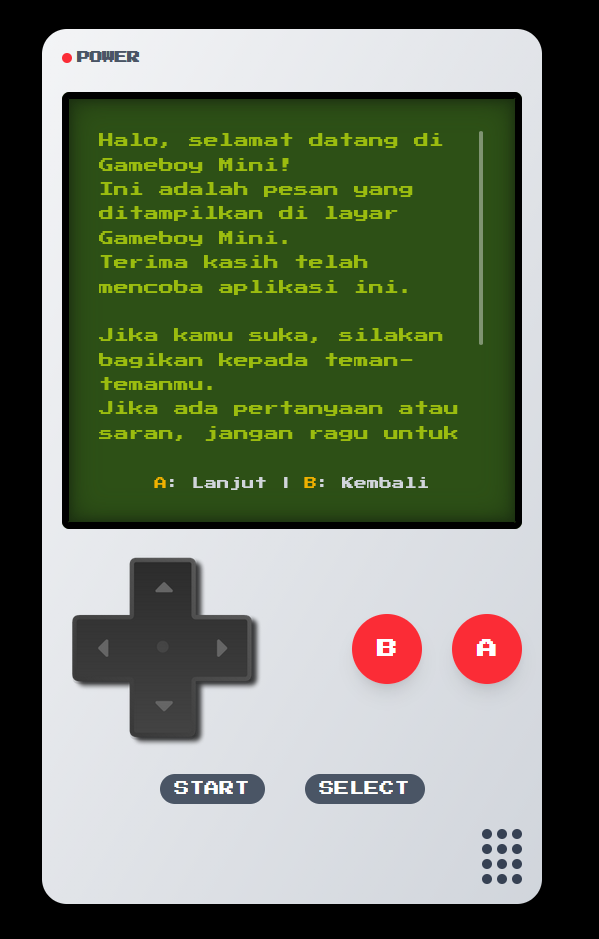 POWER
Halo, selamat datang di
Gameboy Mini!
Ini adalah pesan yang
ditampilkan di layar
Gameboy Mini.
Terima kasih telah
mencoba aplikasi ini.
Jika kamu suka, silakan
bagikan kepada teman-
temanmu.
Jika ada pertanyaan atau
saran, jangan ragu untuk
A: Lanjut | B: Kembali
B A
START SELECT